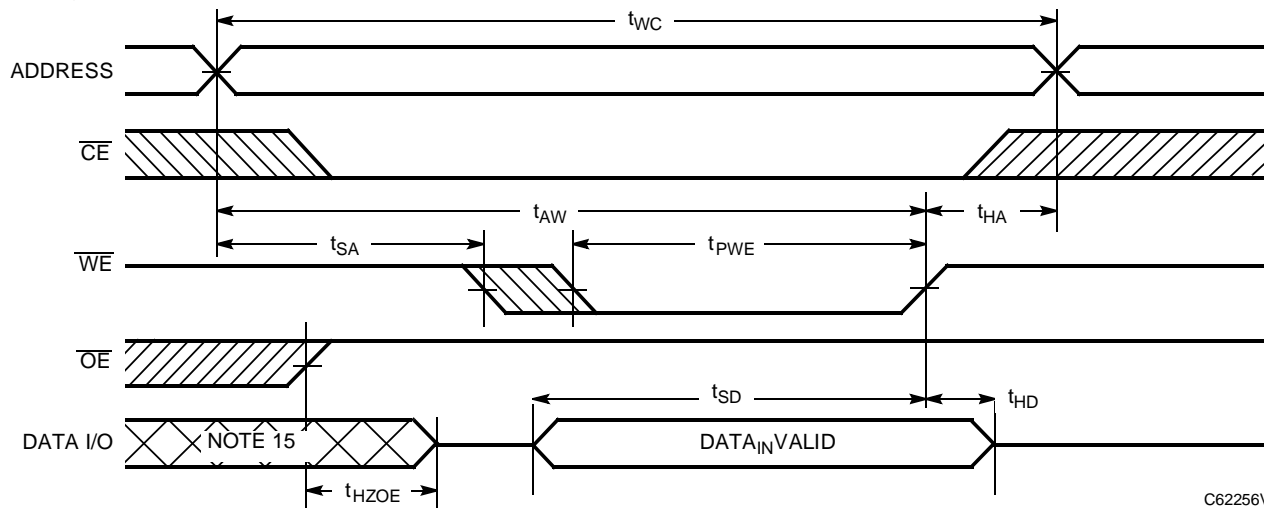 tWC
ADDRESS
CE
tAW
tHA
tSA
tPWE
WE
OE
tSD
tHD
DATA I/O
NOTE 15
DATAINVALID
tHZOE